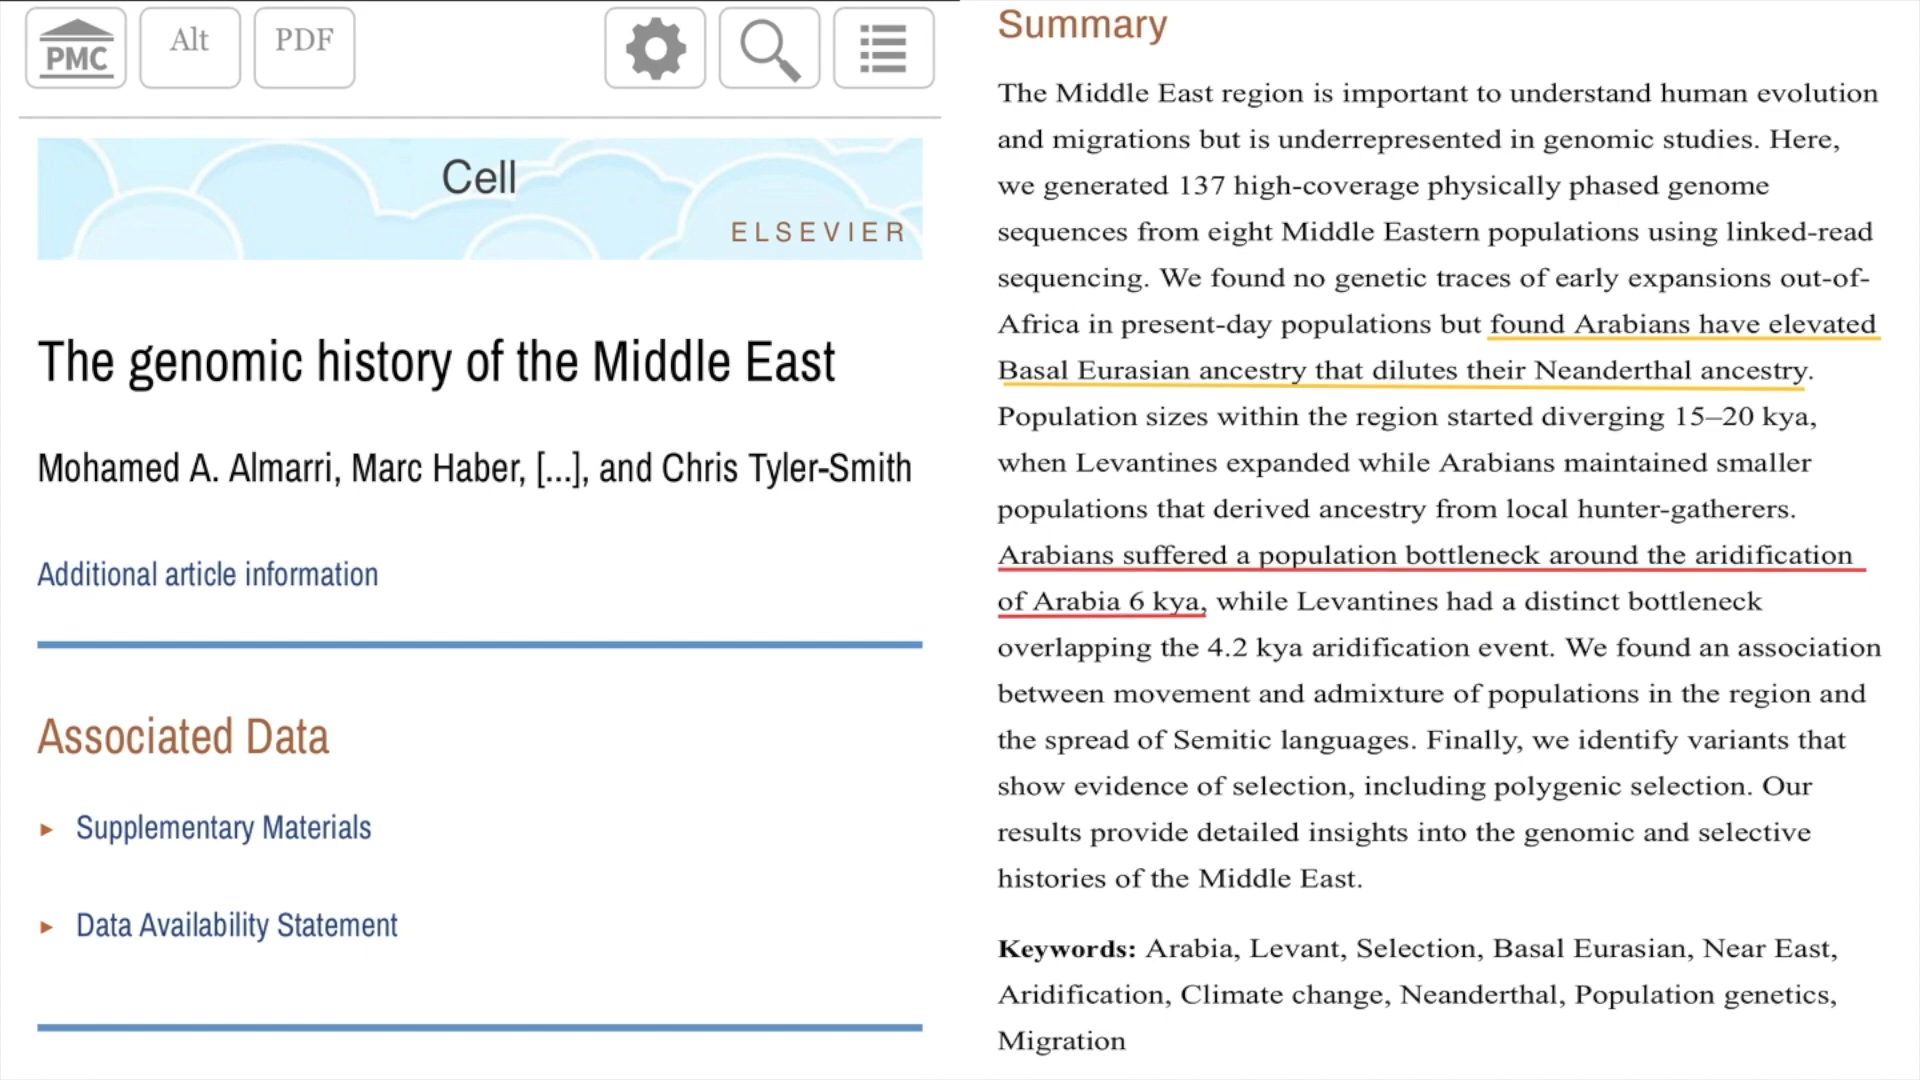 PMC
Alt
PDF
Cell
ELSEVIER
The genomic history of the Middle East
Mohamed A. Almarri, Marc Haber, [...], and Chris Tyler-Smith
Additional article information
Associated Data
Supplementary Materials
Data Availability Statement
Summary
The Middle East region is important to understand human evolution
and migrations but is underrepresented in genomic studies. Here,
we generated 137 high-coverage physically phased genome
sequences from eight Middle Eastern populations using linked-read
sequencing. We found no genetic traces of early expansions out-of-
Africa in present-day populations but found Arabians have elevated
Basal Eurasian ancestry that dilutes their Neanderthal ancestry.
Population sizes within the region started diverging 15–20 kya,
when Levantines expanded while Arabians maintained smaller
populations that derived ancestry from local hunter-gatherers.
Arabians suffered a population bottleneck around the aridification
of Arabia 6 kya, while Levantines had a distinct bottleneck
overlapping the 4.2 kya aridification event. We found an association
between movement and admixture of populations in the region and
the spread of Semitic languages. Finally, we identify variants that
show evidence of selection, including polygenic selection. Our
results provide detailed insights into the genomic and selective
histories of the Middle East.
Keywords: Arabia, Levant, Selection, Basal Eurasian, Near East,
Aridification, Climate change, Neanderthal, Population genetics,
Migration